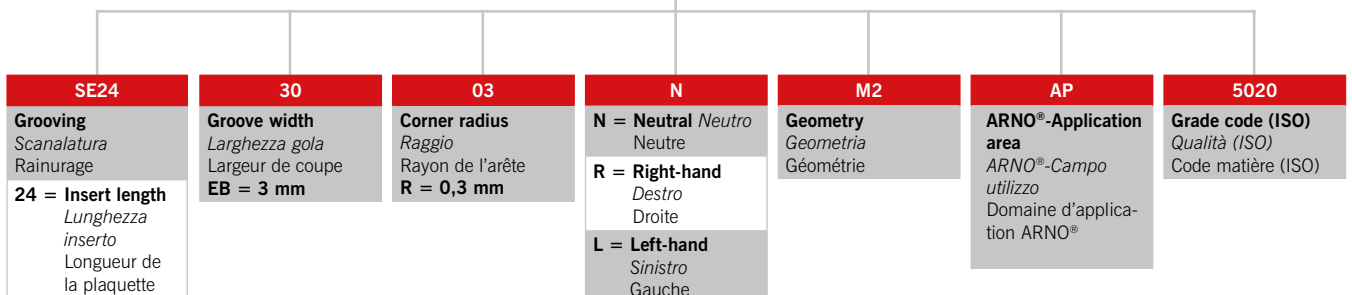 SE24
Grooving
Scanalatura
Rainurage
24 = Insert length
Lunghezza
inserto
Longueur de
la plaquette
30
Groove width
Larghezza gola
Largeur de coupe
EB = 3 mm
03
Corner radius
Raggio
Rayon de l'arête
R = 0,3 mm
N
N = Neutral Neutro
Neutre
R = Right-hand
Destro
Droite
L = Left-hand
Sinistro
Gauche
M2
Geometry
Geometria
Géométrie
AP
ARNO®-Application
area
ARNO®-Campo
utilizzo
Domaine d'applica-
tion ARNO®
5020
Grade code (ISO)
Qualità (ISO)
Code matière (ISO)